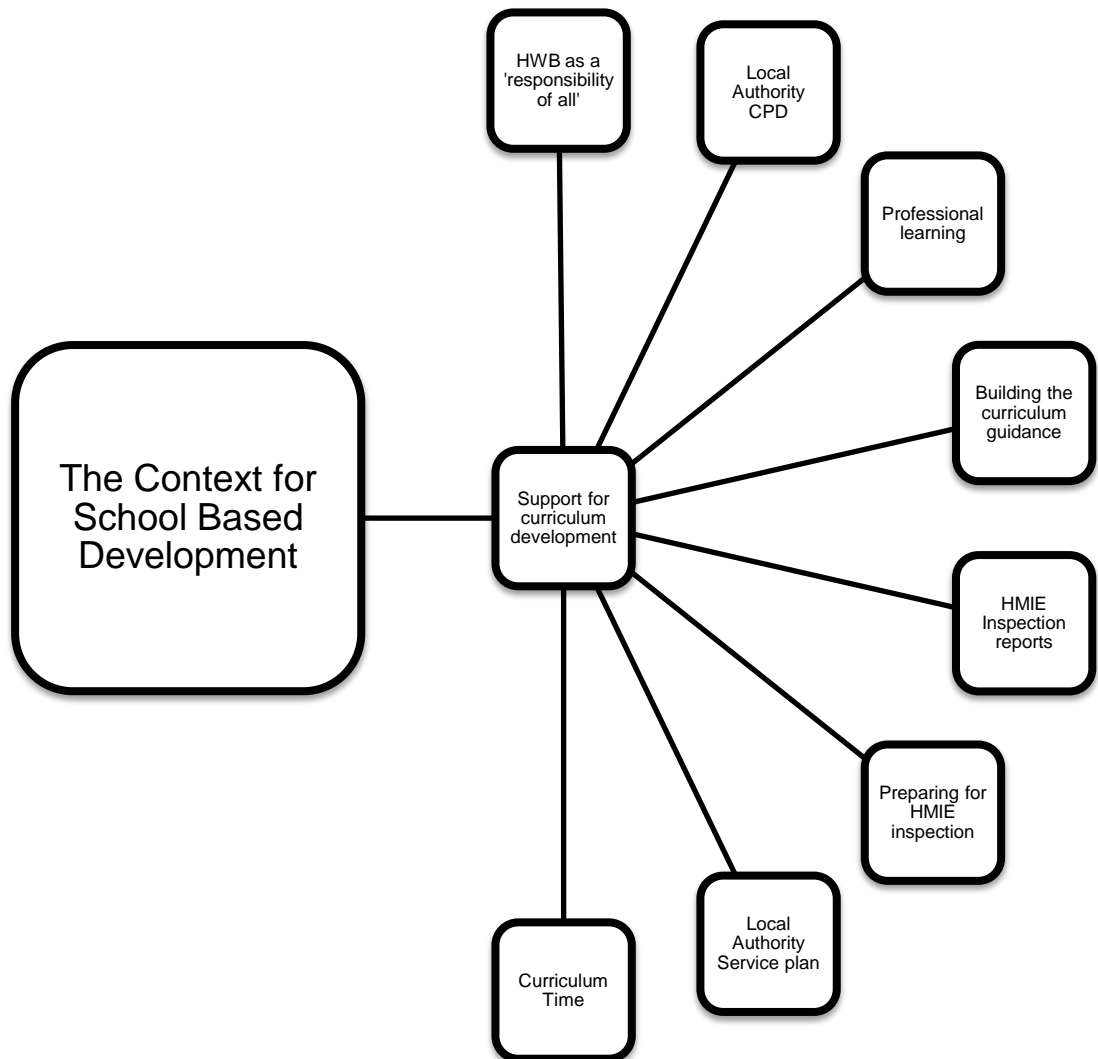 HWB as a
'responsibility
of all'
Local
Authority
CPD
Professional
learning
Building the
curriculum
guidance
The Context for
School Based
Development
Support for
curriculum
development
HMIE
Inspection
reports
Preparing for
HMIE
inspection
Local
Authority
Service plan
Curriculum
Time